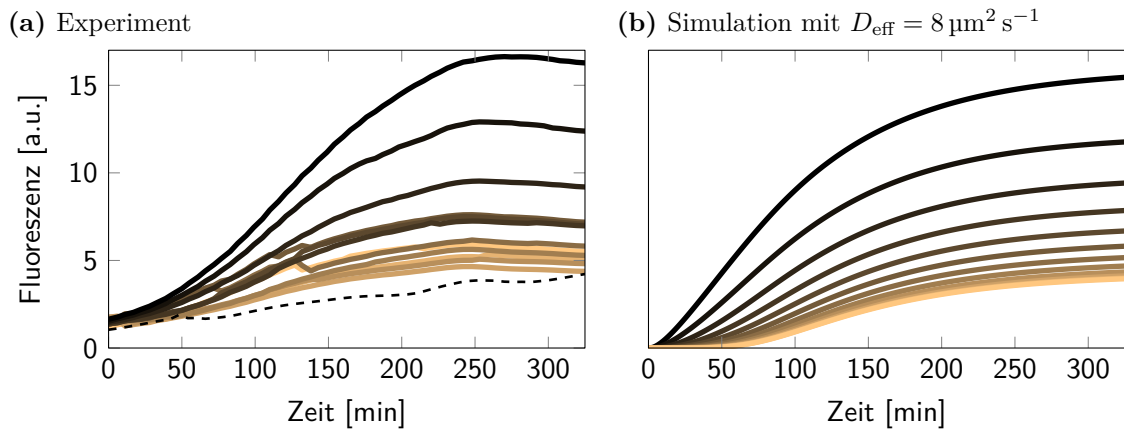 (a) Experiment
(b) Simulation mit D_eff = 8 µm² s⁻¹
Fluoreszenz [a.u.]
15
10
5
0
0 50 100 150 200 250 300
0 50 100 150 200 250 300
Zeit [min]
Zeit [min]